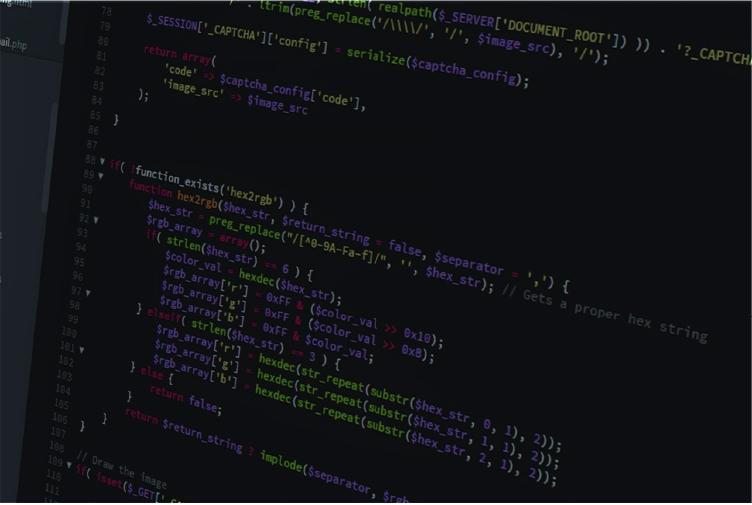 ail.php
78 ltrim(preg_replace('/\\\\/', '/', $image_src), '/');
79 $_SESSION['_CAPTCHA']['config'] = serialize($captcha_config);
80
81 return array(
82 'code' => $captcha_config['code'],
83 'image_src' => $image_src
84 );
85 }
86
87
88 if( !function_exists('hex2rgb') ) {
89 function hex2rgb($hex_str, $return_string = false, $separator = ',') {
90 $hex_str = preg_replace("/[^0-9A-Fa-f]/", '', $hex_str); // Gets a proper hex string
91 $rgb_array = array();
92 if( strlen($hex_str) == 6 ) {
93 $color_val = hexdec($hex_str);
94 $rgb_array['r'] = 0xFF & ($color_val >> 0x10);
95 $rgb_array['g'] = 0xFF & ($color_val >> 0x8);
96 $rgb_array['b'] = 0xFF & $color_val;
97 } elseif( strlen($hex_str) == 3 ) {
98 $rgb_array['r'] = hexdec(str_repeat(substr($hex_str, 0, 1), 2));
99 $rgb_array['g'] = hexdec(str_repeat(substr($hex_str, 1, 1), 2));
100 $rgb_array['b'] = hexdec(str_repeat(substr($hex_str, 2, 1), 2));
101 } else {
102 return false;
103 }
104 return $return_string ? implode($separator, $rgb
105 }
106 }
107
108 // Draw the image
109 if( isset($_GET['
110
111